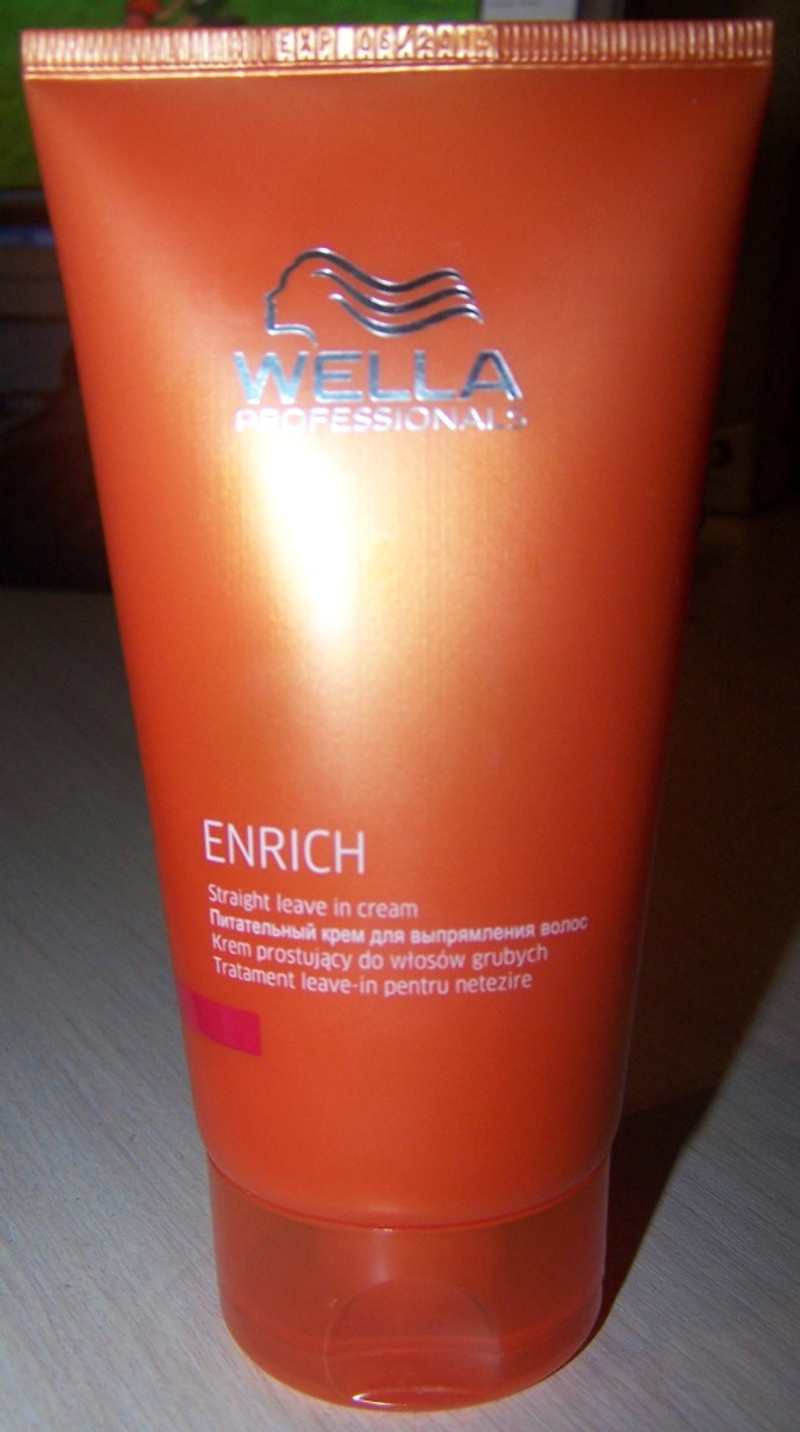 EXP
WELLA
PROFESSIONALS
ENRICH
Straight leave in cream
Питательный крем для выпрямления волос
Krem prostujący do włosów grubych
Tratament leave-in pentru netezire